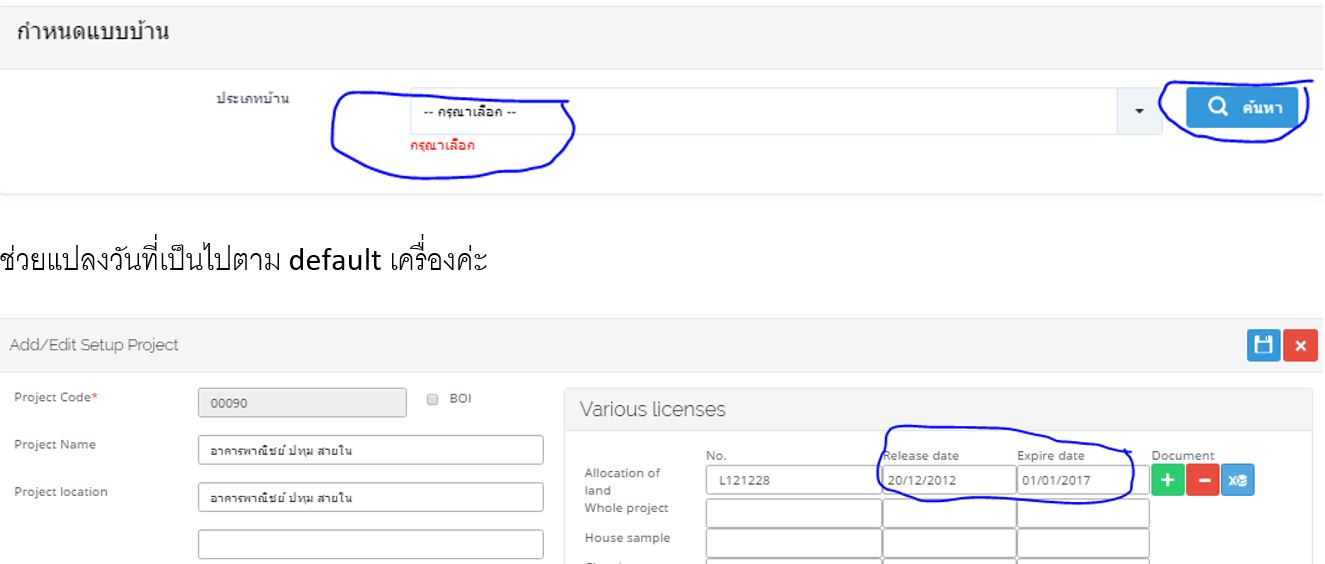 กำหนดแบบบ้าน
ประเภทบ้าน
-- กรุณาเลือก --
ค้นหา
กรุณาเลือก
ช่วยแปลงวันที่เป็นไปตาม default เครื่องค่ะ
Add/Edit Setup Project
Project Code*
00090
BOI
Project Name
อาคารพาณิชย์ ปทุม สายใน
Project location
อาคารพาณิชย์ ปทุม สายใน
Various licenses
No.
Release date
Expire date
Document
Allocation of
land
L121228
20/12/2012
01/01/2017
Whole project
House sample